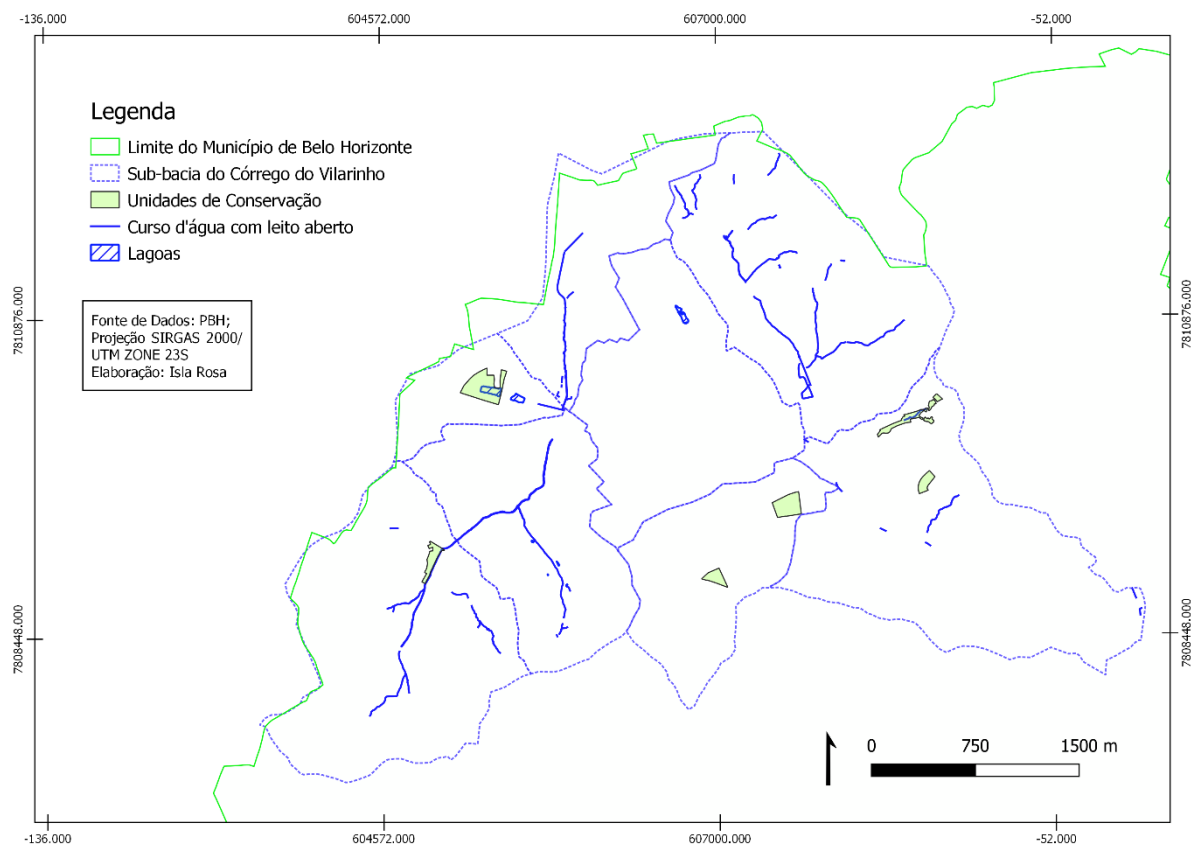 -136.000 604572.000 607000.000 -52.000
Legenda
Limite do Município de Belo Horizonte
Sub-bacia do Córrego do Vilarinho
Unidades de Conservação
Curso d'água com leito aberto
Lagoas
Fonte de Dados: PBH;
Projeção SIRGAS 2000/
UTM ZONE 23S
Elaboração: Isla Rosa
7810876.000
7810876.000
7808448.000
7808448.000
0 750 1500 m
-136.000 604572.000 607000.000 -52.000